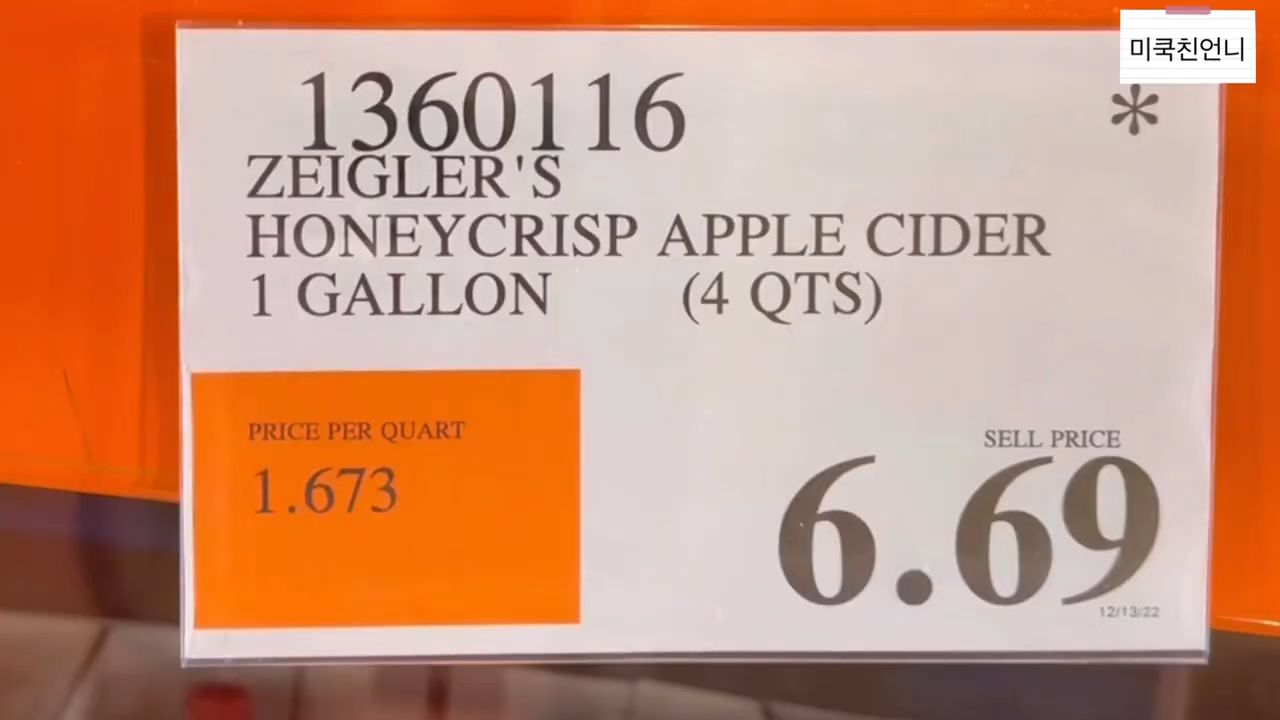 미쿡친언니
1360116
*
ZEIGLER'S
HONEYCRISP APPLE CIDER
1 GALLON (4 QTS)
PRICE PER QUART
1.673
SELL PRICE
6.69
12/13/22